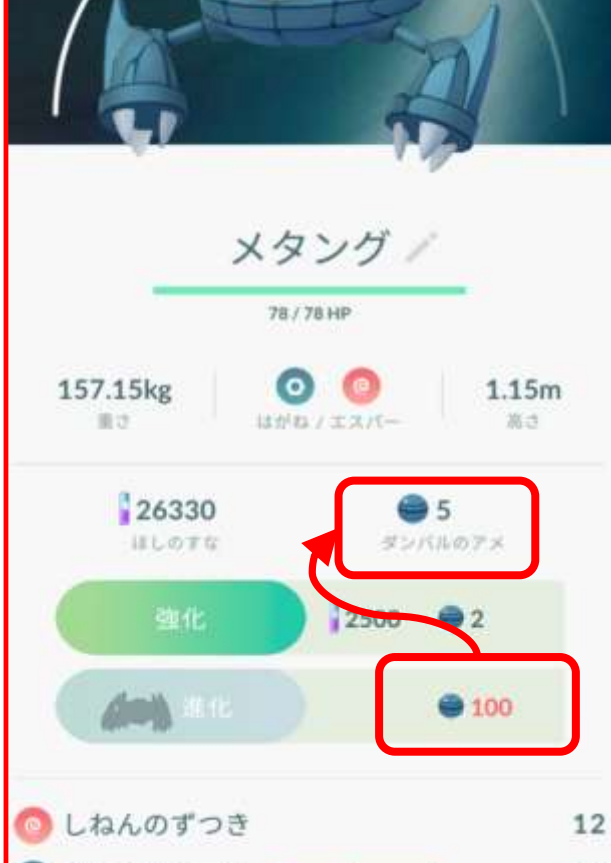 メタング
78 / 78 HP
157.15kg
重さ
はがね / エスパー
1.15m
高さ
26330
ほしのすな
5
ダンバルのアメ
強化
2500
2
進化
100
しねんのずつき
12